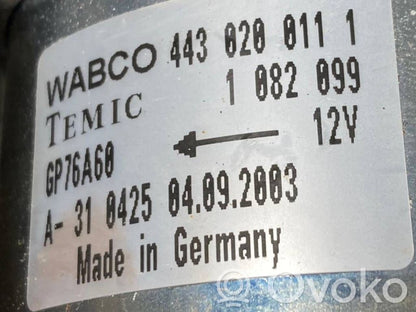 WABCO 443 020 011 1
TEMIC 1 082 099
GP76A60 12V
A- 31 0425 04.09.2003
Made in Germany
Ovoko